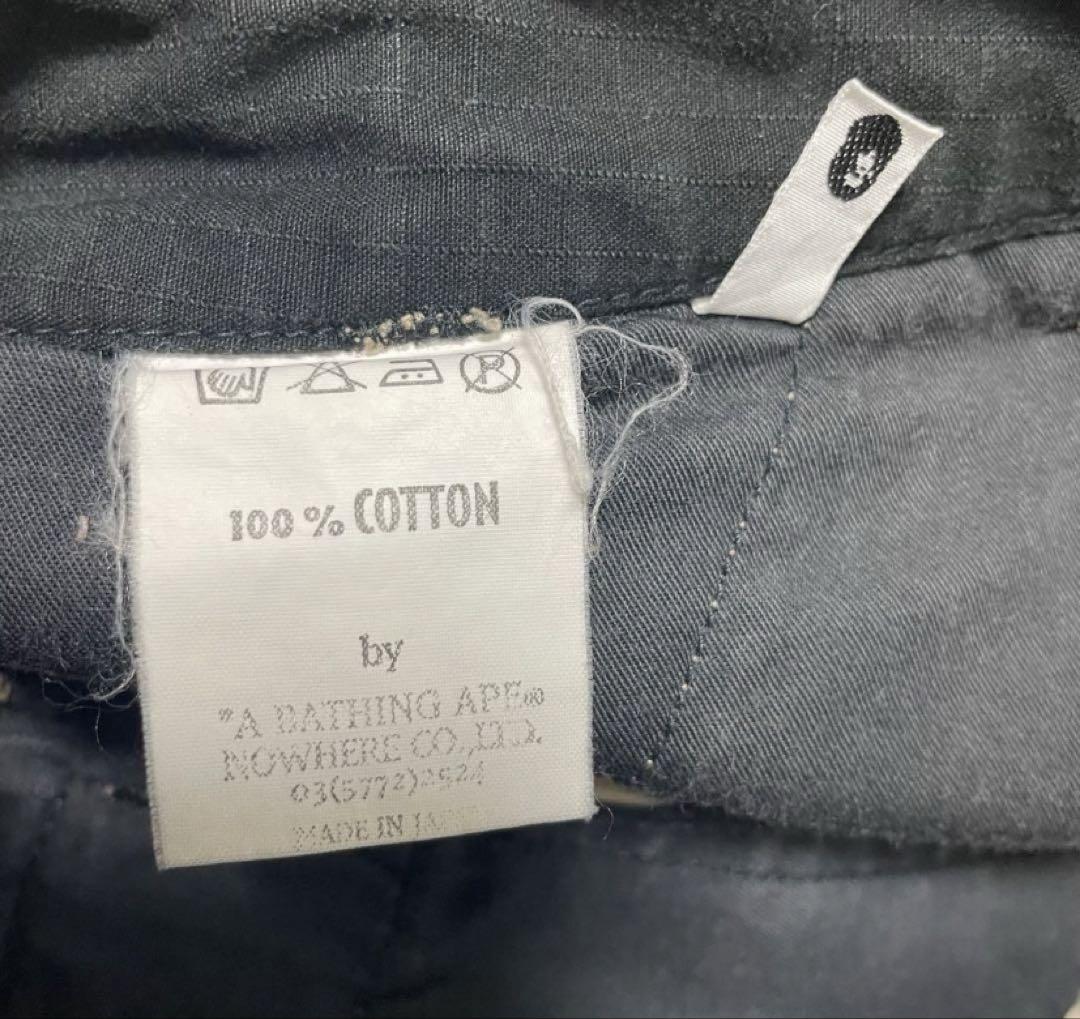 P
100% COTTON
by
"A BATHING APE®
NOWHERE CO.,LTD.
03(5772)2524
MADE IN JAPAN